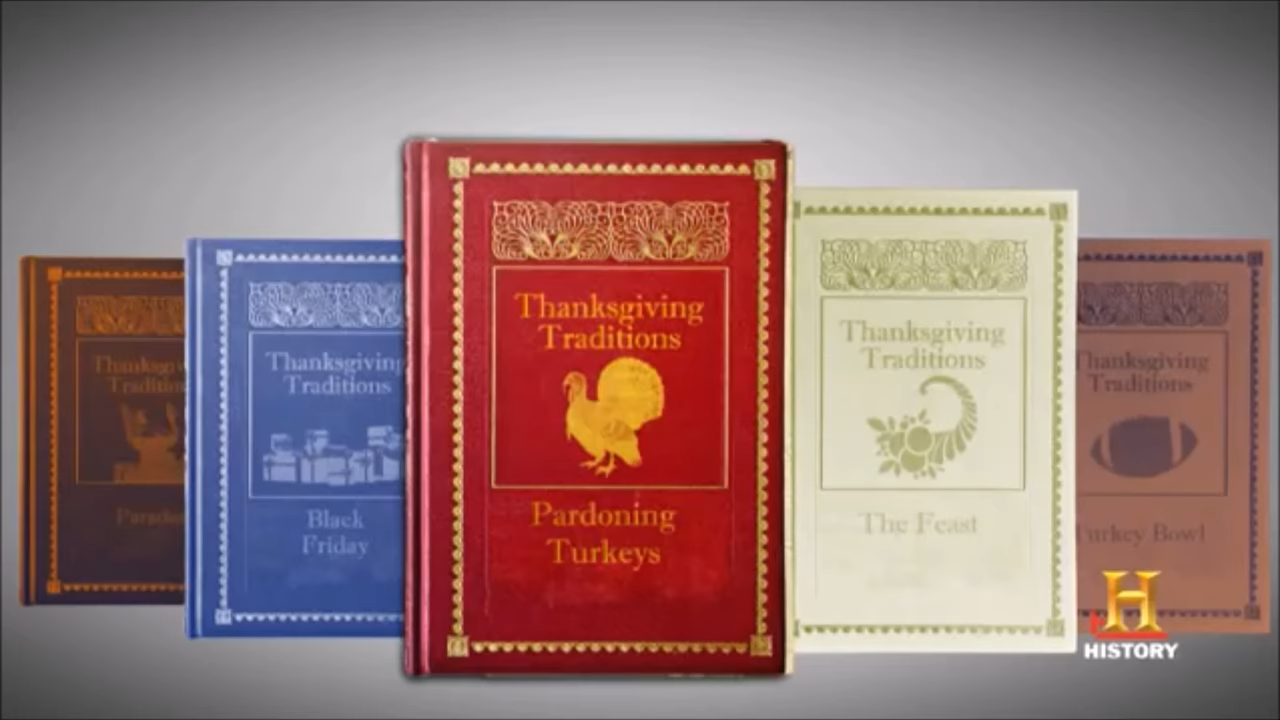 Thanksgiving
Traditions
Parades
Thanksgiving
Traditions
Black
Friday
Thanksgiving
Traditions
Pardoning
Turkeys
Thanksgiving
Traditions
The Feast
Thanksgiving
Traditions
Turkey Bowl
H
HISTORY